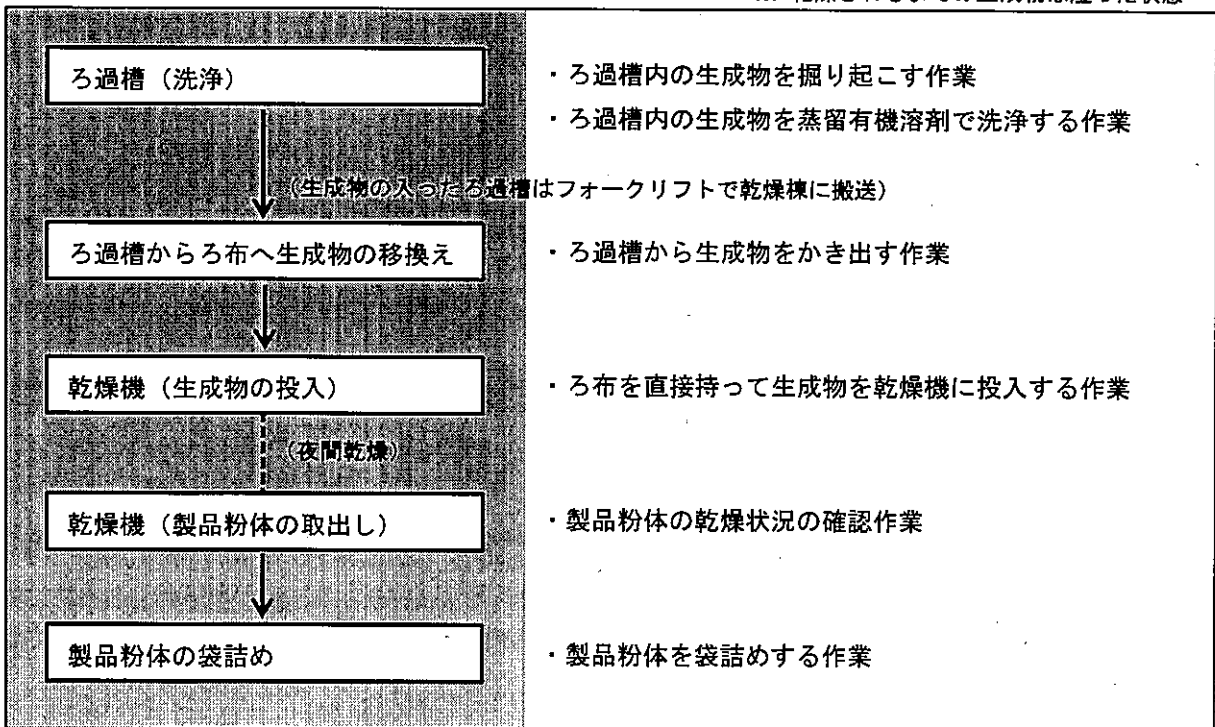 ろ過槽(洗浄)
・ろ過槽内の生成物を掘り起こす作業
・ろ過槽内の生成物を蒸留有機溶剤で洗浄する作業
(生成物の入ったろ過槽はフォークリフトで乾燥棟に搬送)
ろ過槽からろ布へ生成物の移換え
・ろ過槽から生成物をかき出す作業
乾燥機(生成物の投入)
・ろ布を直接持って生成物を乾燥機に投入する作業
(夜間乾燥)
乾燥機(製品粉体の取出し)
・製品粉体の乾燥状況の確認作業
製品粉体の袋詰め
・製品粉体を袋詰めする作業